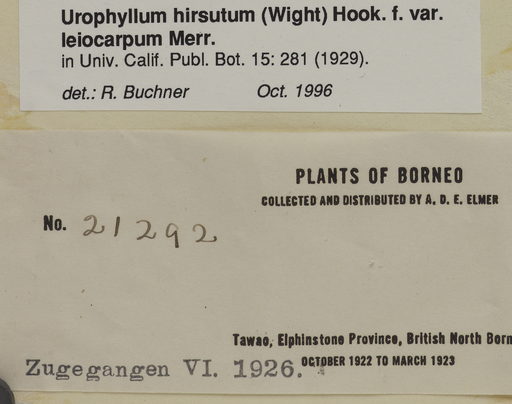 Urophyllum hirsutum (Wight) Hook. f. var.
leiocarpum Merr.
in Univ. Calif. Publ. Bot. 15: 281 (1929).
det.: R. Buchner Oct. 1996
PLANTS OF BORNEO
COLLECTED AND DISTRIBUTED BY A. D. E. ELMER
No. 21292
Tawao, Elphinstone Province, British North Born
OCTOBER 1922 TO MARCH 1923
Zugegangen VI. 1926.